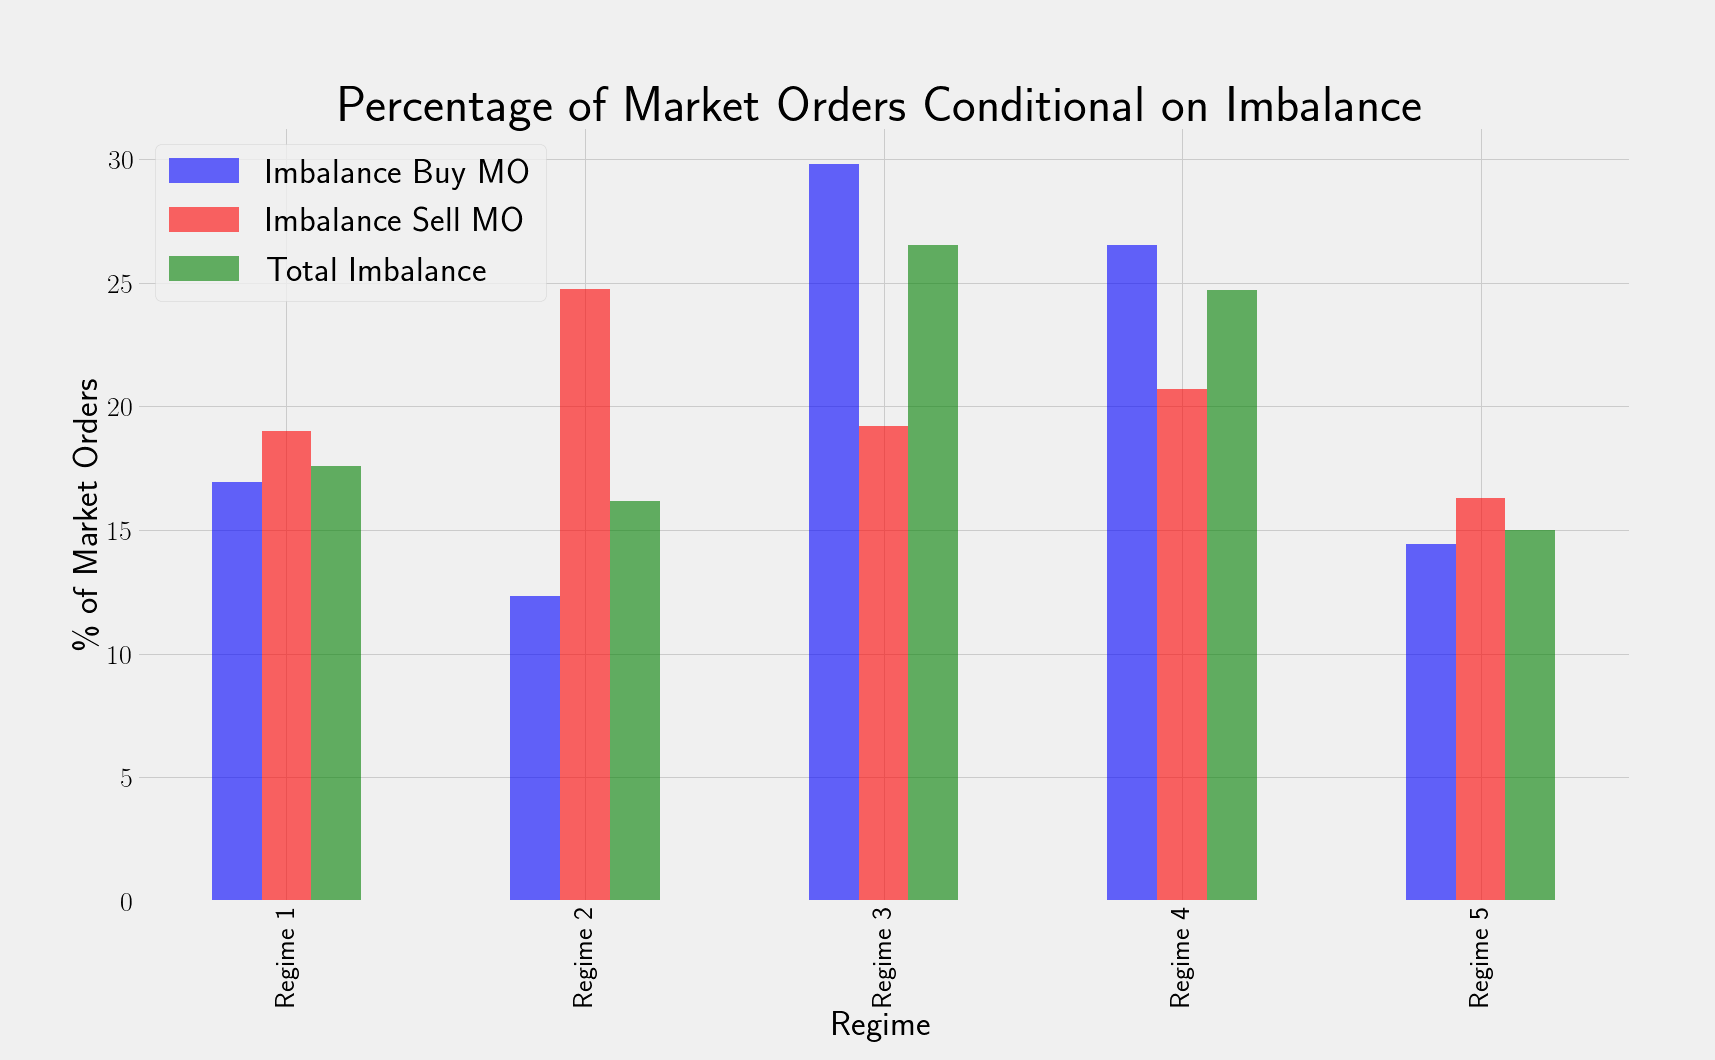 Percentage of Market Orders Conditional on Imbalance
Imbalance Buy MO
Imbalance Sell MO
Total Imbalance
% of Market Orders
30
25
20
15
10
5
0
Regime 1
Regime 2
Regime 3
Regime 4
Regime 5
Regime